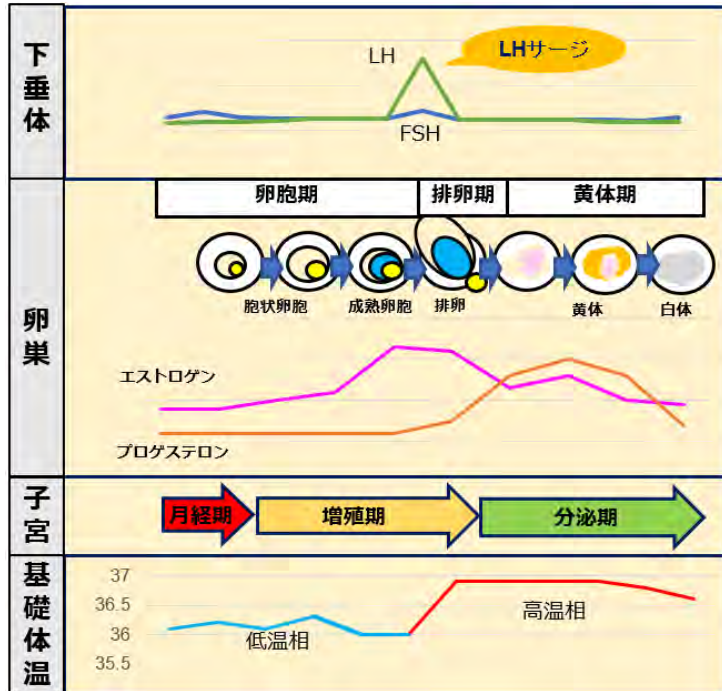 下垂体
LH
LHサージ
FSH
卵巣
卵胞期
排卵期
黄体期
胞状卵胞
成熟卵胞
排卵
黄体
白体
エストロゲン
プロゲステロン
子宮
月経期
増殖期
分泌期
基礎体温
37
36.5
36
35.5
低温相
高温相